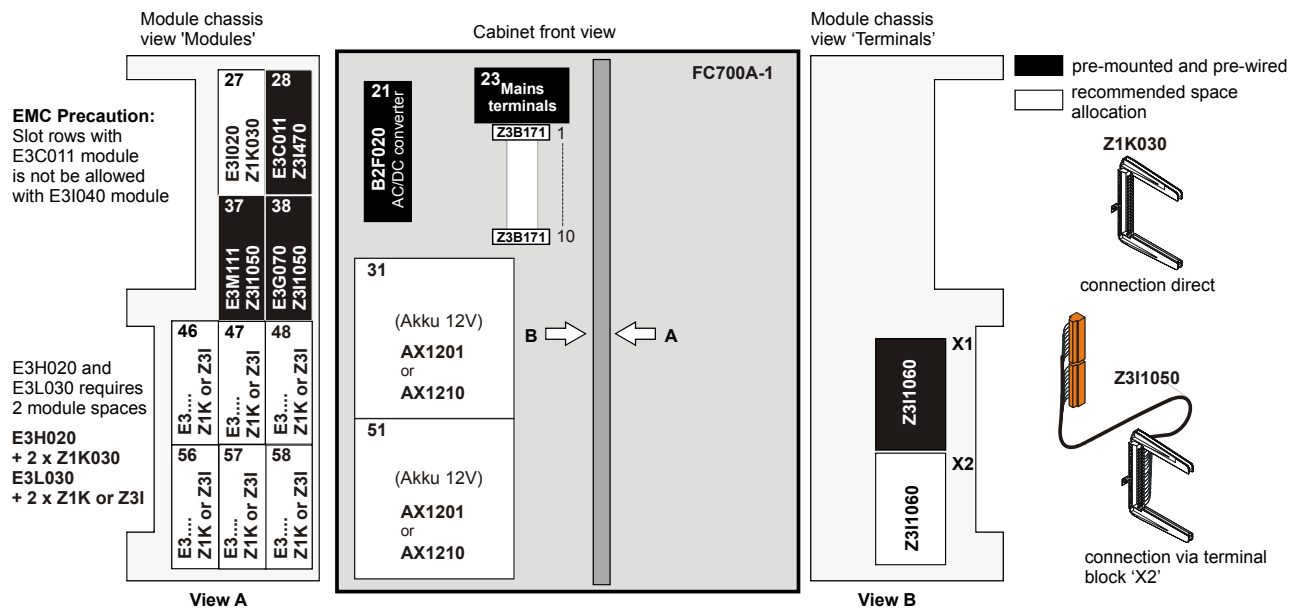 Module chassis
view 'Modules'
Cabinet front view
Module chassis
view ‘Terminals’
EMC Precaution:
Slot rows with
E3C011 module
is not be allowed
with E3I040 module
E3H020 and
E3L030 requires
2 module spaces
E3H020
+ 2 x Z1K030
E3L030
+ 2 x Z1K or Z3I
27
E3I020
Z1K030
28
E3C011
Z3I470
37
E3M111
Z3I1050
38
E3G070
Z3I1050
46
E3....
Z1K or Z3I
47
E3....
Z1K or Z3I
48
E3....
Z1K or Z3I
56
E3....
Z1K or Z3I
57
E3....
Z1K or Z3I
58
E3....
Z1K or Z3I
View A
21
B2F020
AC/DC converter
23
Mains
terminals
Z3B171 1
Z3B171 10
FC700A-1
31
(Akku 12V)
AX1201
or
AX1210
51
(Akku 12V)
AX1201
or
AX1210
B
A
X1
Z3I1060
X2
Z3I1060
View B
pre-mounted and pre-wired
recommended space
allocation
Z1K030
connection direct
Z3I1050
connection via terminal
block ‘X2’